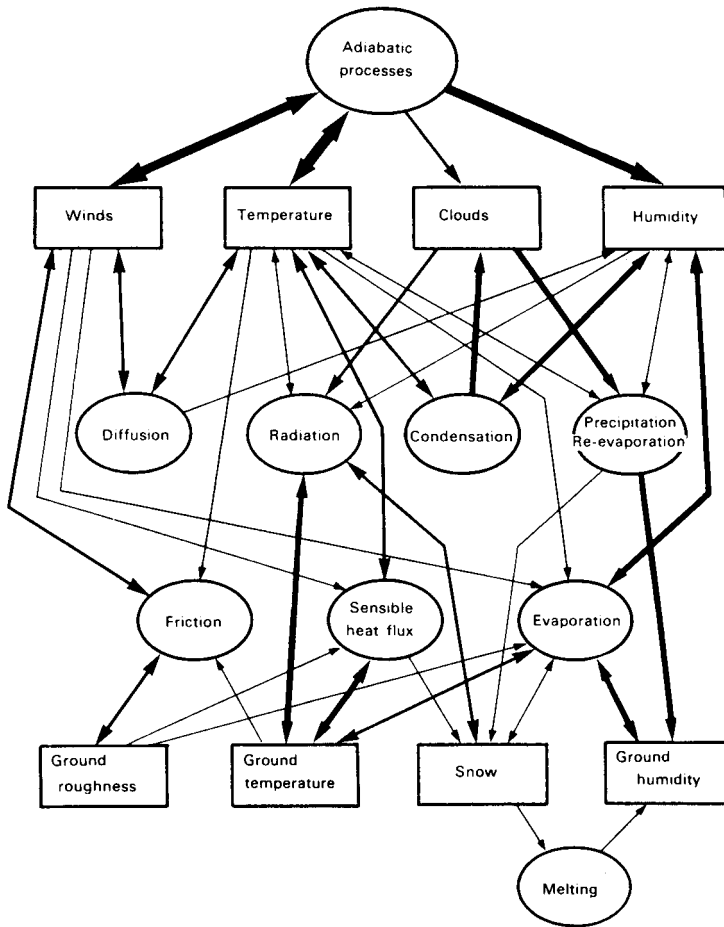 Adiabatic
processes
Winds
Temperature
Clouds
Humidity
Diffusion
Radiation
Condensation
Precipitation
Re-evaporation
Friction
Sensible
heat flux
Evaporation
Ground
roughness
Ground
temperature
Snow
Ground
humidity
Melting